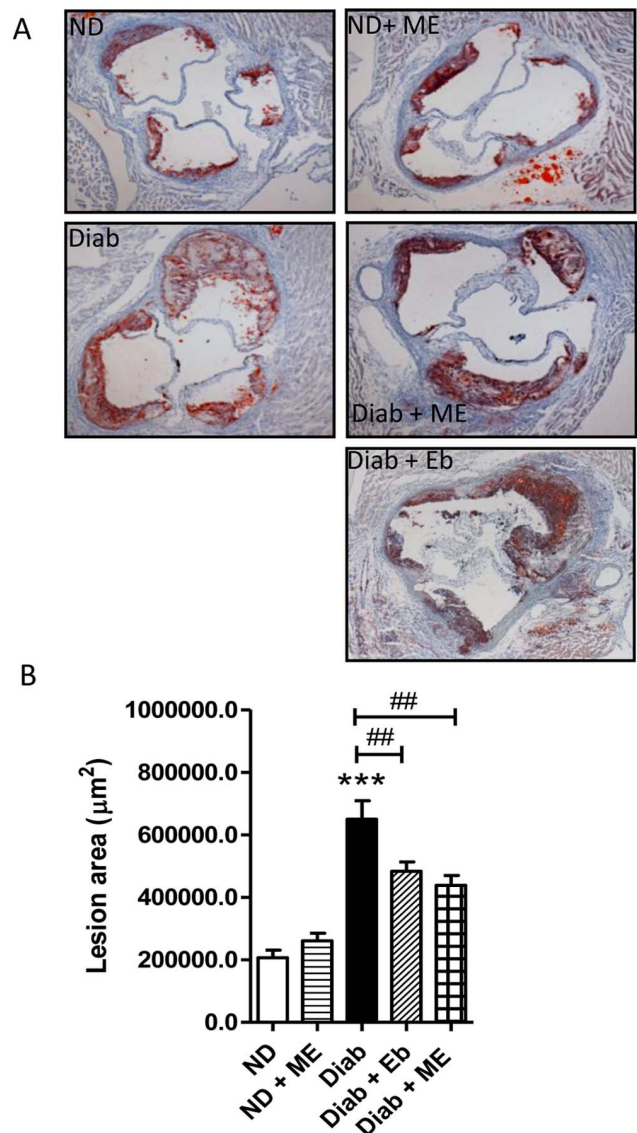 A
ND
ND+ ME
Diab
Diab + ME
Diab + Eb
B
##
##
***
1000000.0
800000.0
600000.0
400000.0
200000.0
0.0
Lesion area (μm²)
ND
ND + ME
Diab
Diab + Eb
Diab + ME